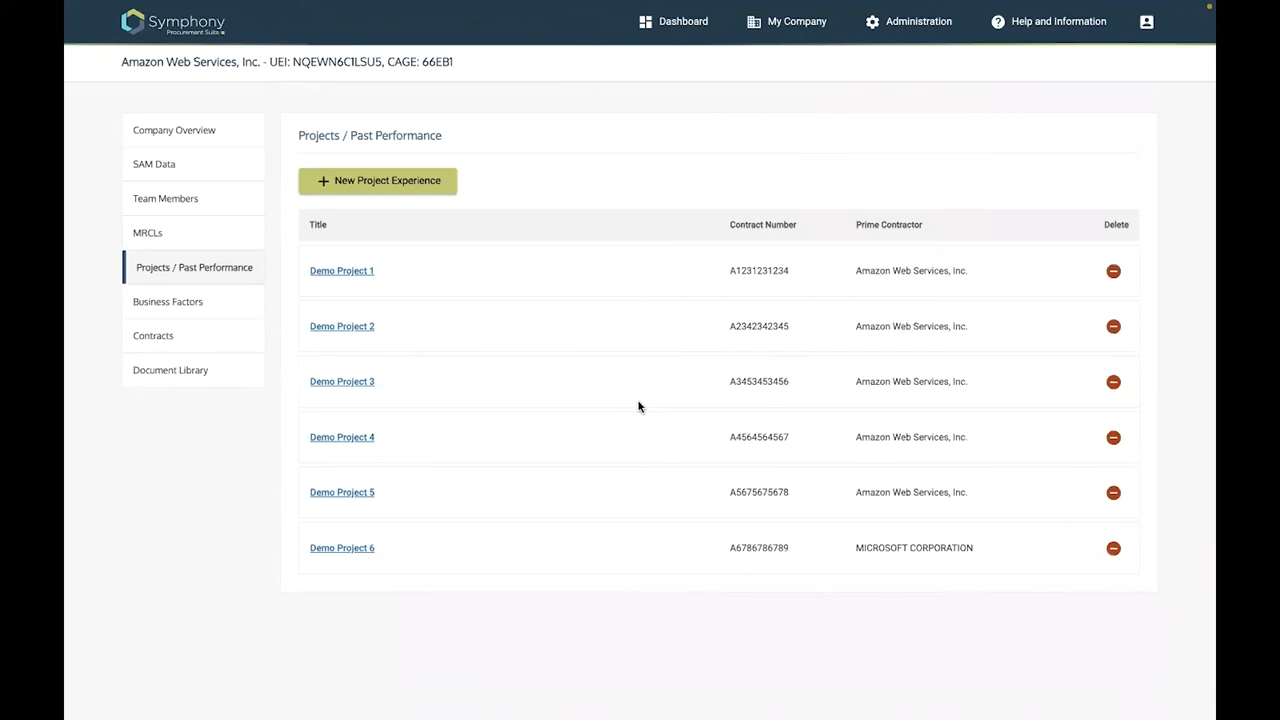 Symphony
Procurement Suite
Dashboard
My Company
Administration
Help and Information
Amazon Web Services, Inc. - UEI: NQEWN6C1LSU5, CAGE: 66EB1
Company Overview
SAM Data
Team Members
MRCLs
Projects / Past Performance
Business Factors
Contracts
Document Library
Projects / Past Performance
+ New Project Experience
Title Contract Number Prime Contractor Delete
Demo Project 1 A1231231234 Amazon Web Services, Inc.
Demo Project 2 A2342342345 Amazon Web Services, Inc.
Demo Project 3 A3453453456 Amazon Web Services, Inc.
Demo Project 4 A4564564567 Amazon Web Services, Inc.
Demo Project 5 A5675675678 Amazon Web Services, Inc.
Demo Project 6 A6786786789 MICROSOFT CORPORATION